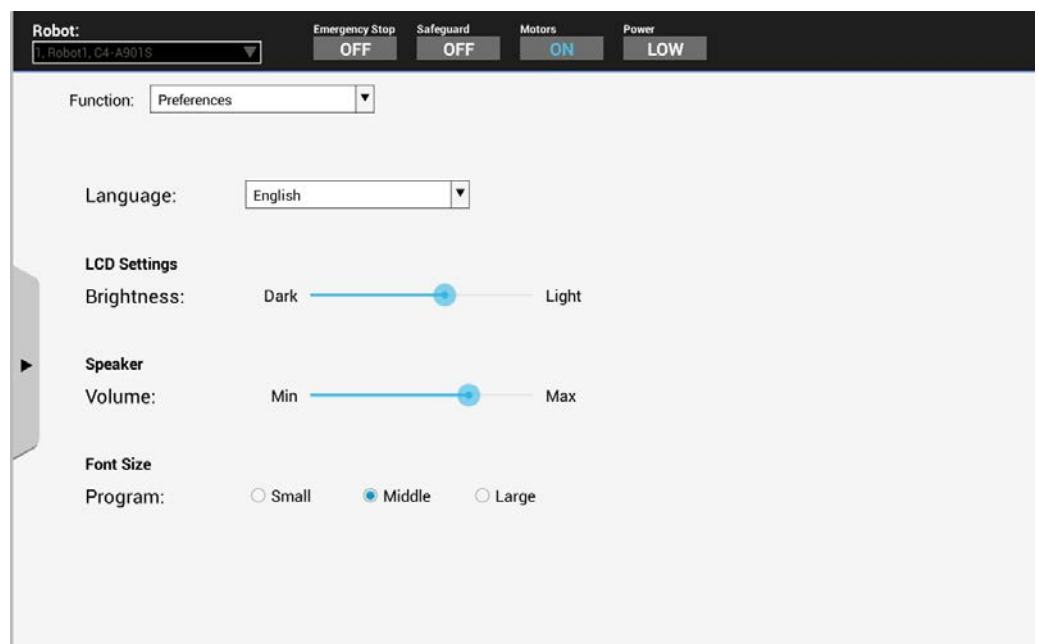 Robot: Emergency Stop Safeguard Motors Power
1, Robot1, C4-A901S OFF OFF ON LOW
Function: Preferences
Language: English
LCD Settings
Brightness: Dark Light
Speaker
Volume: Min Max
Font Size
Program: Small Middle Large